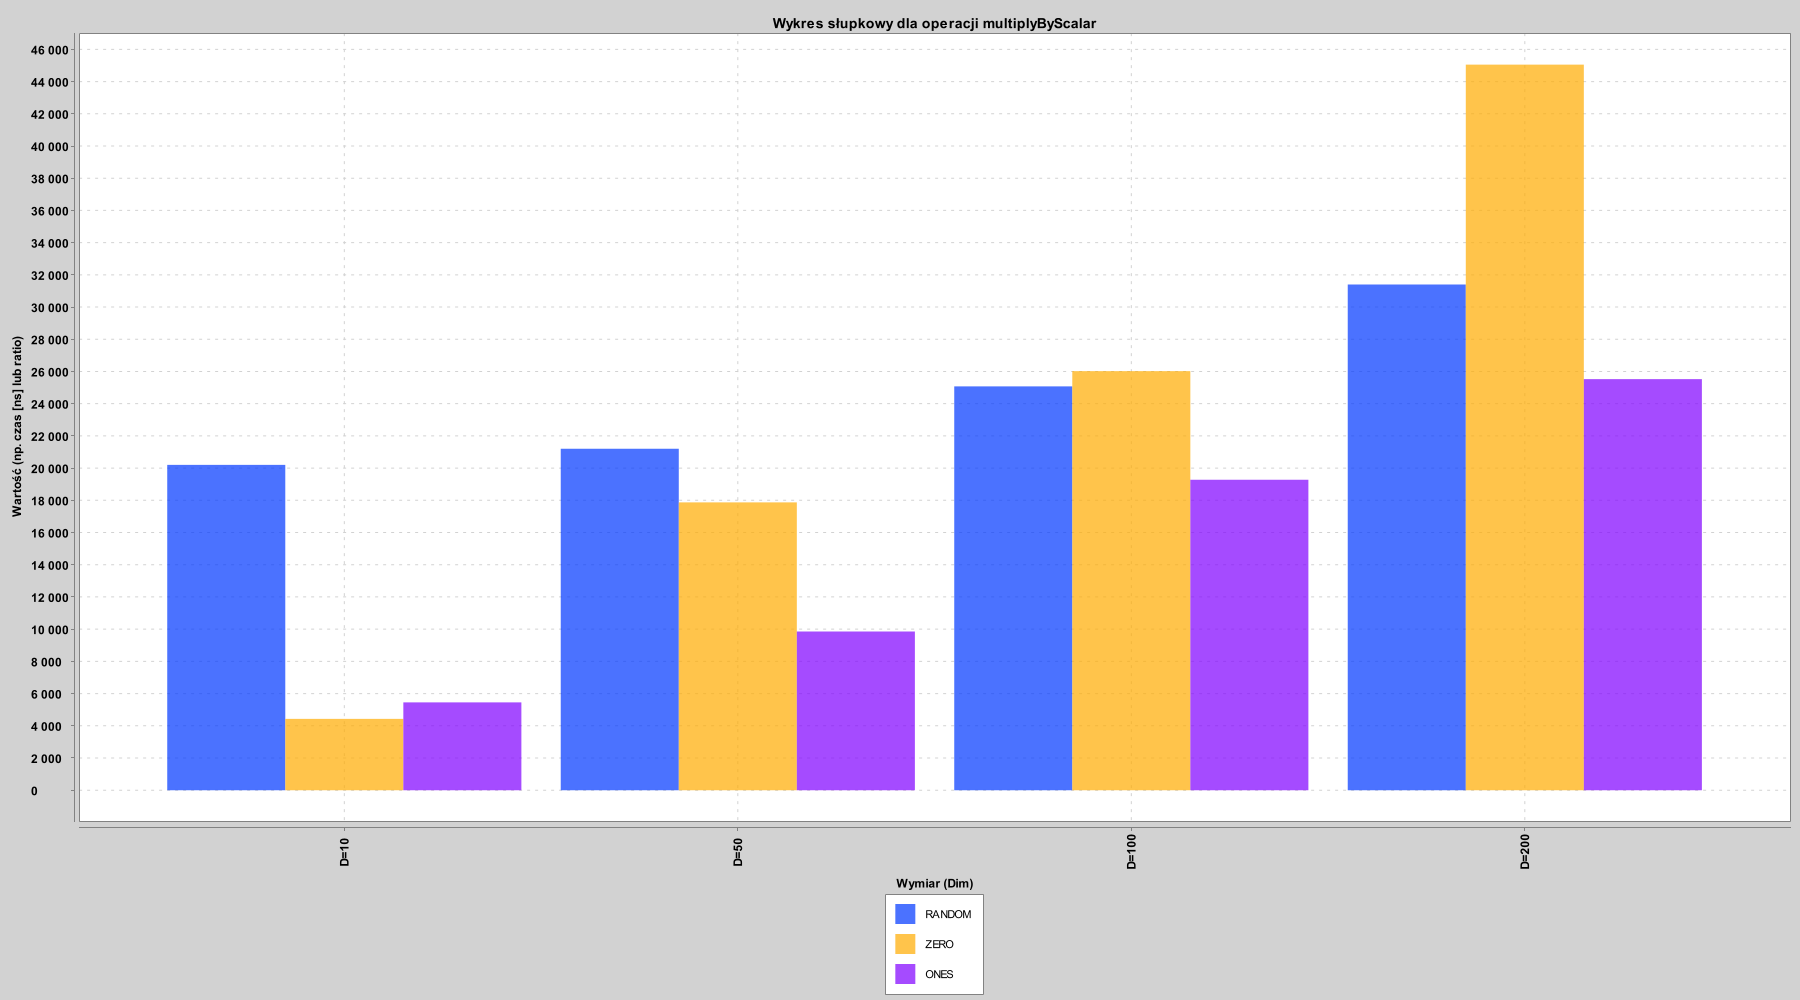 Wykres słupkowy dla operacji multiplyByScalar
46 000
44 000
42 000
40 000
38 000
36 000
34 000
32 000
30 000
28 000
26 000
24 000
22 000
20 000
18 000
16 000
14 000
12 000
10 000
8 000
6 000
4 000
2 000
0
Wartość (np. czas [ns] lub ratio)
D=10
D=50
D=100
D=200
Wymiar (Dim)
RANDOM
ZERO
ONES